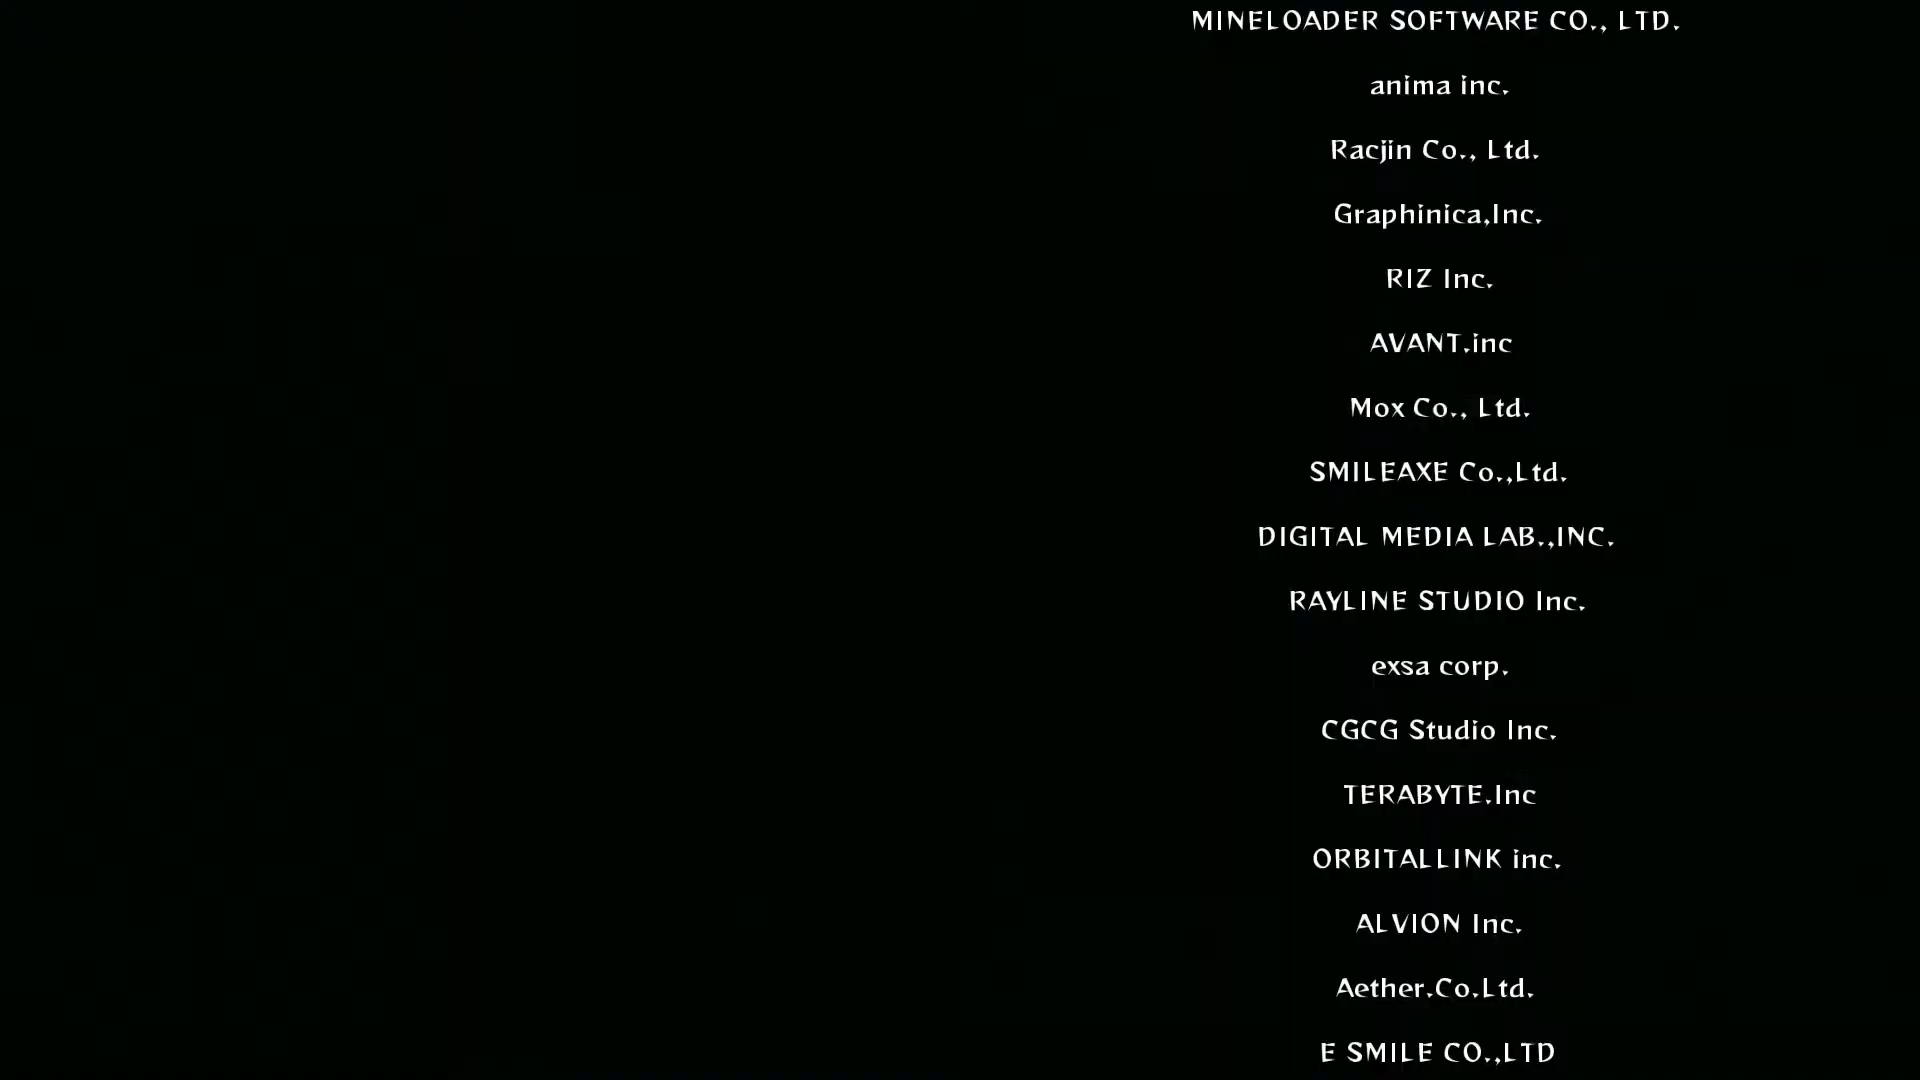 MINELOADER SOFTWARE CO., LTD.
anima inc.
Racjin Co., Ltd.
Graphinica,Inc.
RIZ Inc.
AVANT.inc
Mox Co., Ltd.
SMILEAXE Co.,Ltd.
DIGITAL MEDIA LAB.,INC.
RAYLINE STUDIO Inc.
exsa corp.
CGCG Studio Inc.
TERABYTE.Inc
ORBITALLINK inc.
ALVION Inc.
Aether.Co.Ltd.
E SMILE CO.,LTD